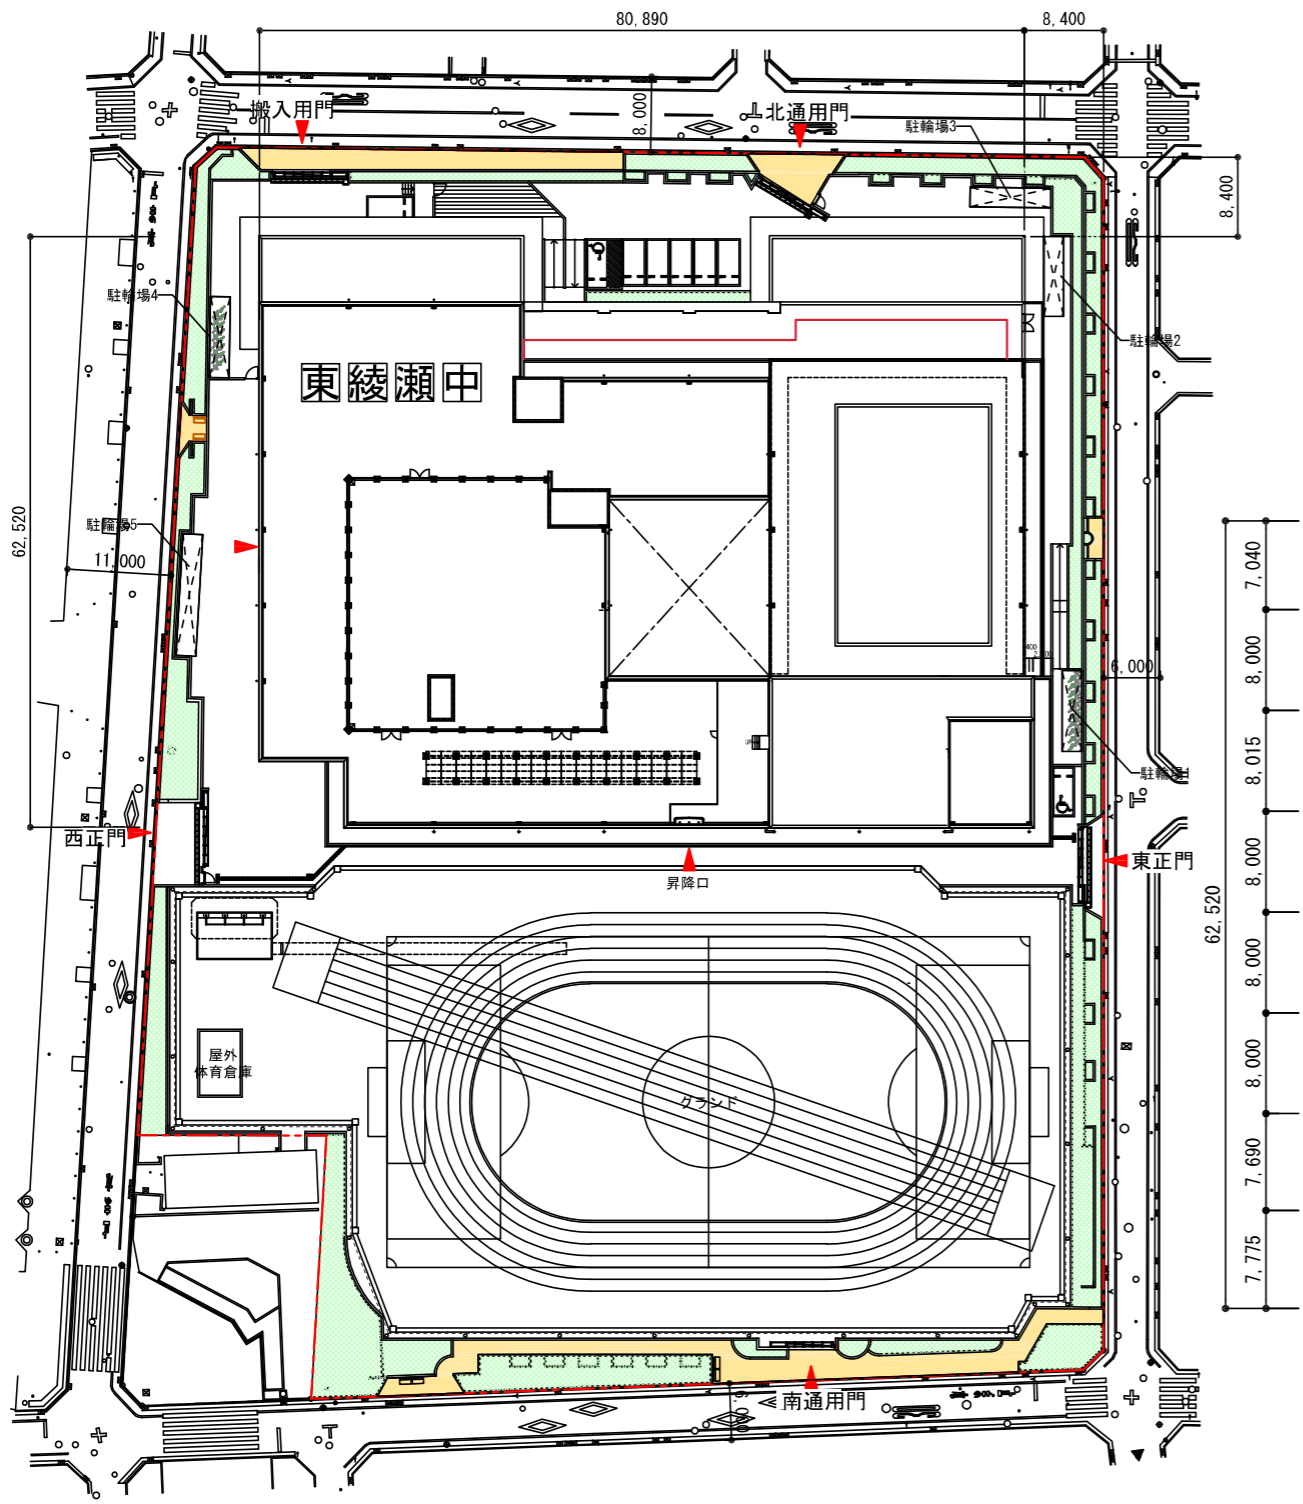 80,890
8,400
搬入用門
8,000
北通用門
駐輪場3
8,400
駐輪場4
駐輪場2
東綾瀬中
62,520
駐輪場5
11,000
7,040
8,000
6,000
8,015
駐輪場1
西正門
昇降口
東正門
8,000
62,520
8,000
屋外
体育倉庫
グランド
8,000
7,690
7,775
南通用門